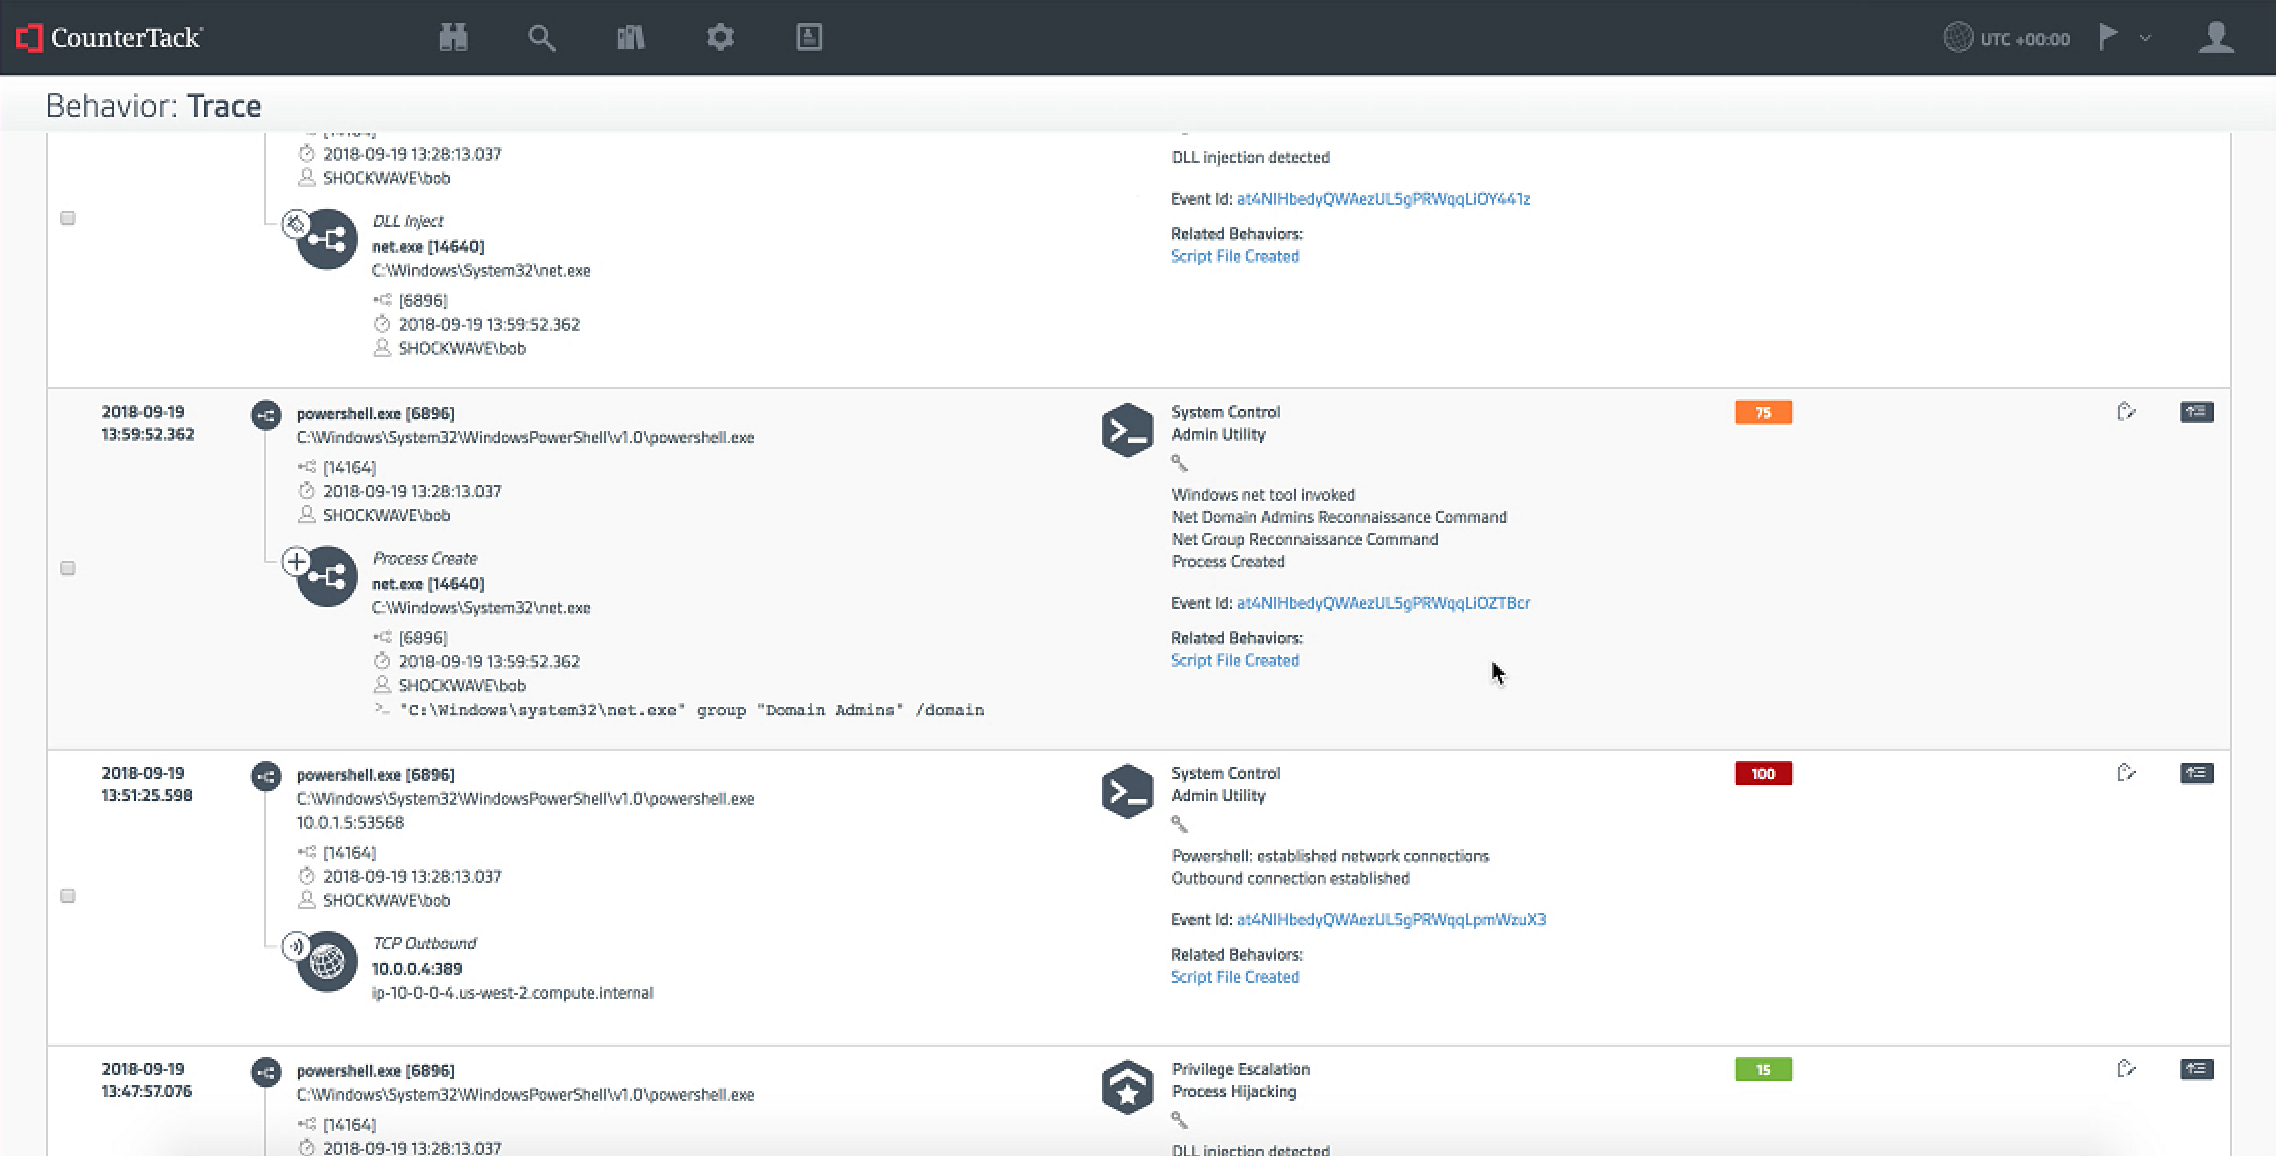 CounterTack
UTC +00:00
Behavior: Trace
2018-09-19 13:28:13.037
SHOCKWAVE\bob
DLL Inject
net.exe [14640]
C:\Windows\System32\net.exe
[6896]
2018-09-19 13:59:52.362
SHOCKWAVE\bob
DLL injection detected
Event Id: at4NIHbedyQWAezUL5gPRWqqLiOY441z
Related Behaviors:
Script File Created
2018-09-19
13:59:52.362
powershell.exe [6896]
C:\Windows\System32\WindowsPowerShell\v1.0\powershell.exe
[14164]
2018-09-19 13:28:13.037
SHOCKWAVE\bob
Process Create
net.exe [14640]
C:\Windows\System32\net.exe
[6896]
2018-09-19 13:59:52.362
SHOCKWAVE\bob
>_ "C:\Windows\system32\net.exe" group "Domain Admins" /domain
System Control
Admin Utility
Windows net tool invoked
Net Domain Admins Reconnaissance Command
Net Group Reconnaissance Command
Process Created
Event Id: at4NIHbedyQWAezUL5gPRWqqLiOZTBcr
Related Behaviors:
Script File Created
75
2018-09-19
13:51:25.598
powershell.exe [6896]
C:\Windows\System32\WindowsPowerShell\v1.0\powershell.exe
10.0.1.5:53568
[14164]
2018-09-19 13:28:13.037
SHOCKWAVE\bob
TCP Outbound
10.0.0.4:389
ip-10-0-0-4.us-west-2.compute.internal
System Control
Admin Utility
Powershell: established network connections
Outbound connection established
Event Id: at4NIHbedyQWAezUL5gPRWqqLpmWzuX3
Related Behaviors:
Script File Created
100
2018-09-19
13:47:57.076
powershell.exe [6896]
C:\Windows\System32\WindowsPowerShell\v1.0\powershell.exe
[14164]
2018-09-19 13:28:13.037
Privilege Escalation
Process Hijacking
DLL injection detected
15